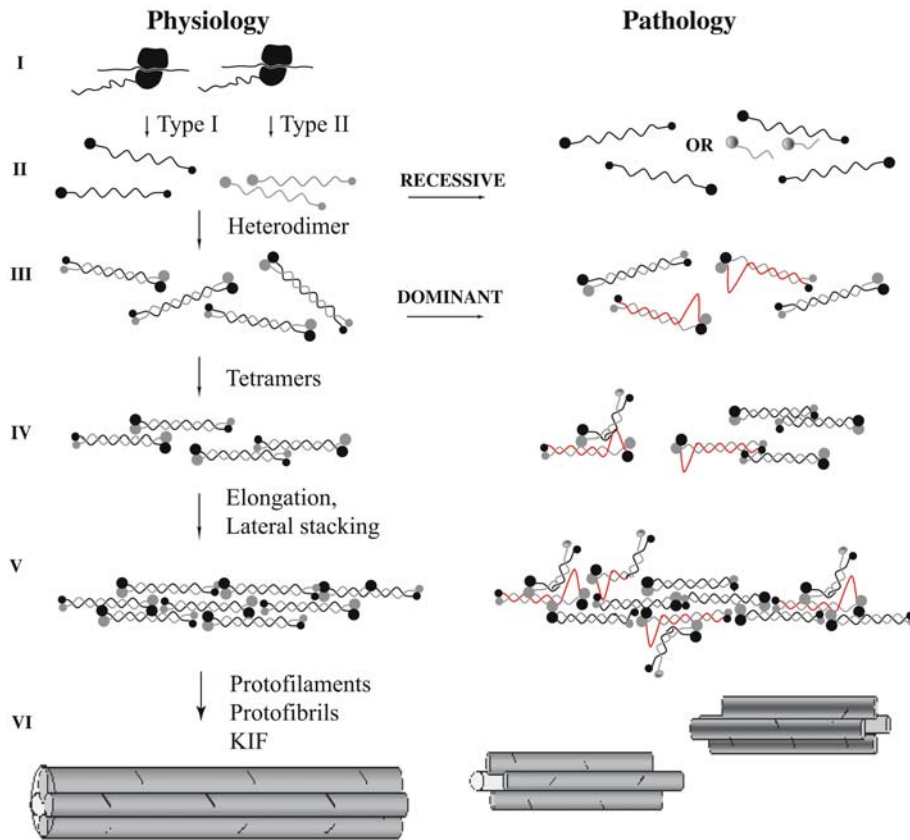 Physiology
Pathology
I
Type I
Type II
II
RECESSIVE
OR
Heterodimer
III
DOMINANT
Tetramers
IV
Elongation,
Lateral stacking
V
Protofilaments
Protofibrils
KIF
VI